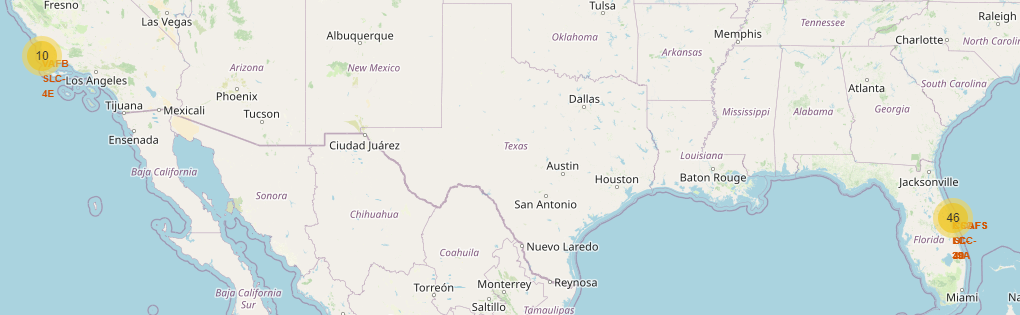 Fresno
Las Vegas
Tulsa
Raleigh
Tennessee
Albuquerque
Oklahoma
Memphis
Charlotte
North Carolin
10
Arkansas
Arizona
New Mexico
SLC-
4E
Los Angeles
Atlanta
South Carolina
Phoenix
Dallas
Tijuana
Mexicali
Tucson
Mississippi
Alabama
Georgia
Ensenada
Ciudad Juárez
Texas
Louisiana
Austin
Baja California
Houston
Baton Rouge
Jacksonville
Sonora
San Antonio
Chihuahua
46
Florida
Nuevo Laredo
Coahuila
Monterrey
Reynosa
Torreón
Baja California
Sur
Saltillo
Tamaulipas
Miami
Na